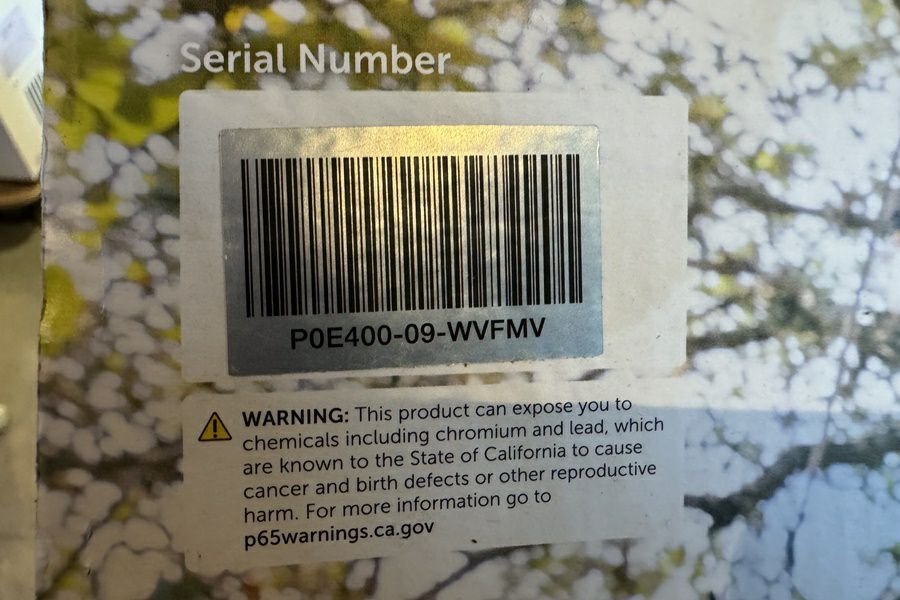 Serial Number
P0E400-09-WVFMV
WARNING: This product can expose you to
chemicals including chromium and lead, which
are known to the State of California to cause
cancer and birth defects or other reproductive
harm. For more information go to
p65warnings.ca.gov